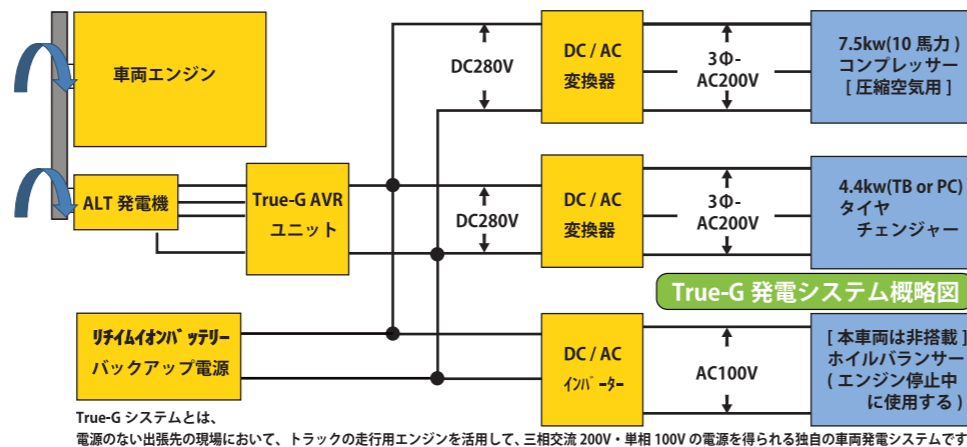 車両エンジン
DC280V
DC / AC
変換器
3Φ-
AC200V
7.5kw(10 馬力 )
コンプレッサー
[ 圧縮空気用 ]
ALT 発電機
True-G AVR
ユニット
DC280V
DC / AC
変換器
3Φ-
AC200V
4.4kw(TB or PC)
タイヤ
チェンジャー
True-G 発電システム概略図
ﾘﾁｲﾑｲｵﾝﾊﾞｯﾃﾘー
バックアップ電源
DC / AC
ｲﾝﾊﾞｰﾀｰ
AC100V
[ 本車両は非搭載 ]
ホイルバランサー
( エンジン停止中
に使用する )
True-G システムとは、
電源のない出張先の現場において、トラックの走行用エンジンを活用して、三相交流 200V・単相 100V の電源を得られる独自の車両発電システムです